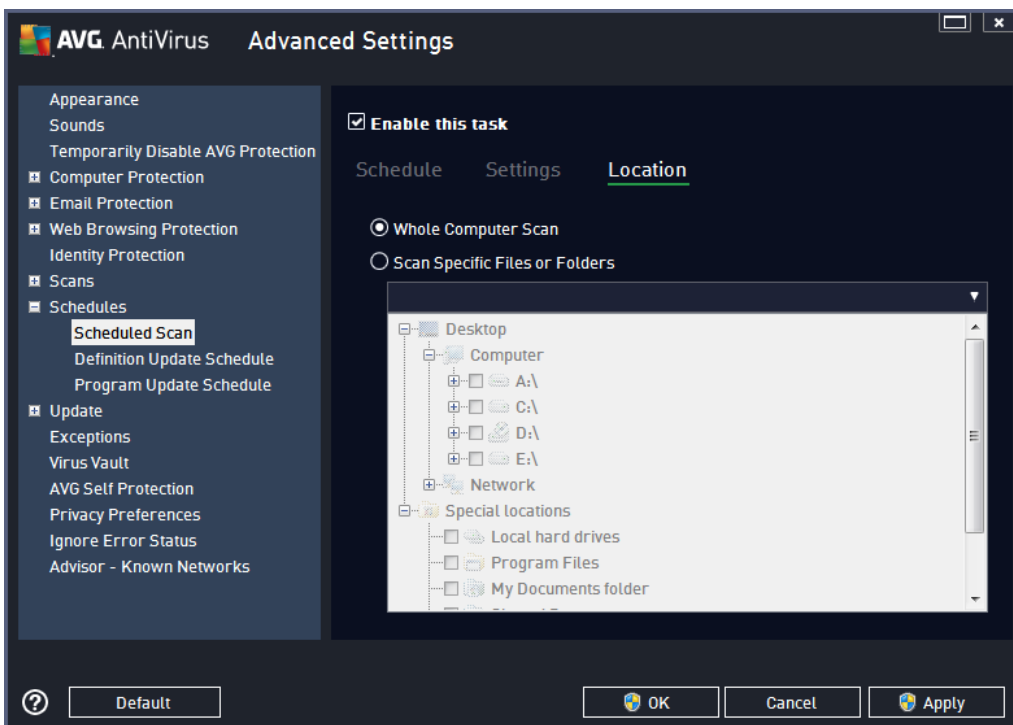 AVG AntiVirus Advanced Settings
Appearance
Sounds
Temporarily Disable AVG Protection
Computer Protection
Email Protection
Web Browsing Protection
Identity Protection
Scans
Schedules
Scheduled Scan
Definition Update Schedule
Program Update Schedule
Update
Exceptions
Virus Vault
AVG Self Protection
Privacy Preferences
Ignore Error Status
Advisor - Known Networks
Enable this task
Schedule Settings Location
Whole Computer Scan
Scan Specific Files or Folders
Desktop
Computer
A:\
C:\
D:\
E:\
Network
Special locations
Local hard drives
Program Files
My Documents folder
Default OK Cancel Apply